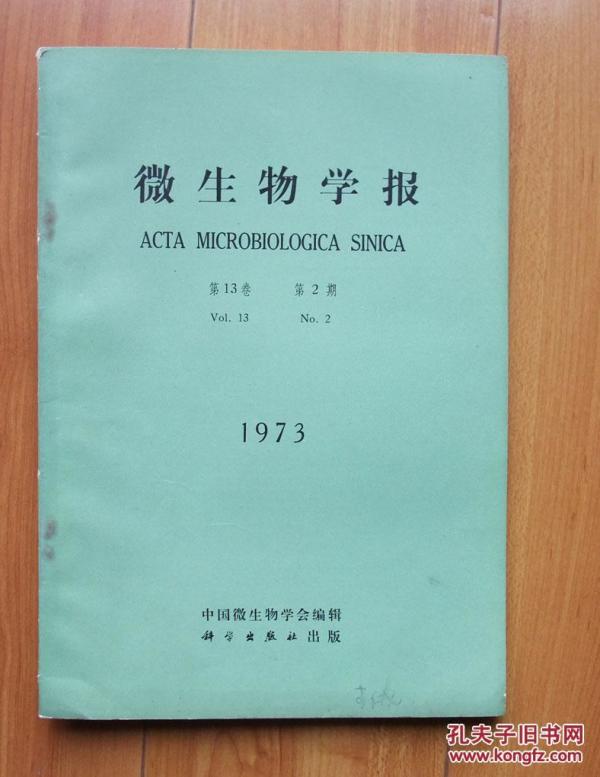 微生物学报
ACTA MICROBIOLOGICA SINICA
第13卷 第2期
Vol. 13 No. 2
1973
中国微生物学会编辑
科学出版社出版
孔夫子旧书网
www.kongfz.com